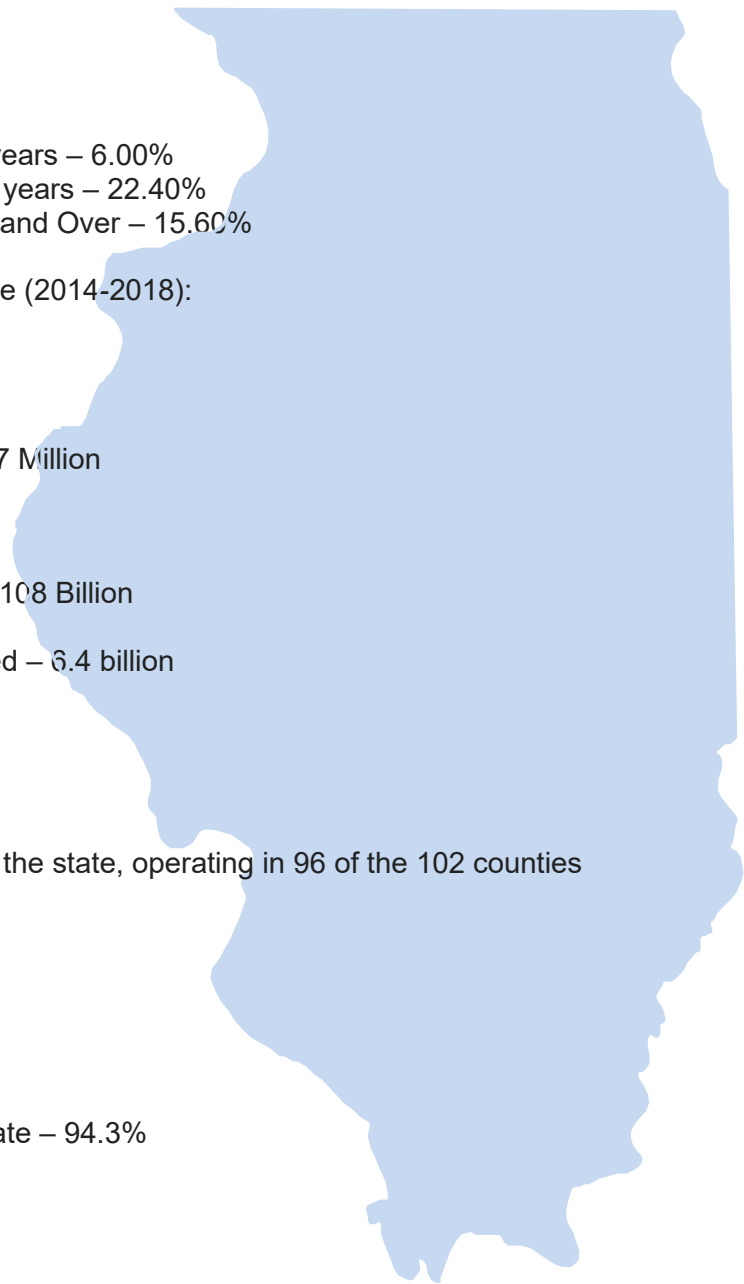 ears – 6.00%
years – 22.40%
and Over – 15.60%
e (2014-2018):
7 Million
108 Billion
d – 6.4 billion
the state, operating in 96 of the 102 counties
ate – 94.3%